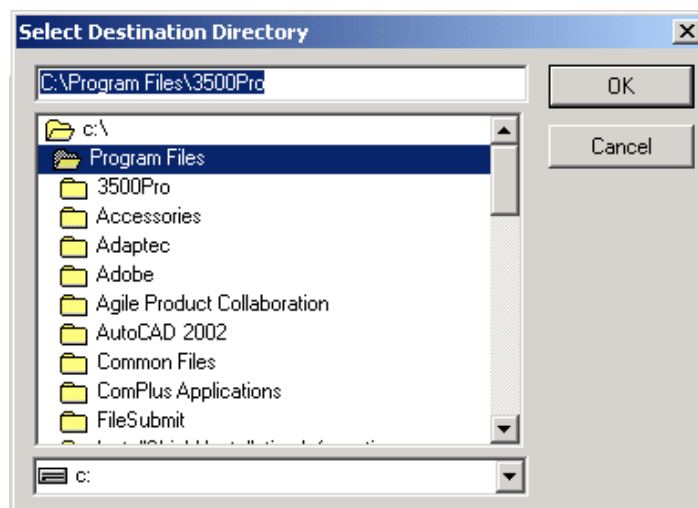 Select Destination Directory
C:\Program Files\3500Pro
OK
Cancel
c:\
Program Files
3500Pro
Accessories
Adaptec
Adobe
Agile Product Collaboration
AutoCAD 2002
Common Files
ComPlus Applications
FileSubmit
c: